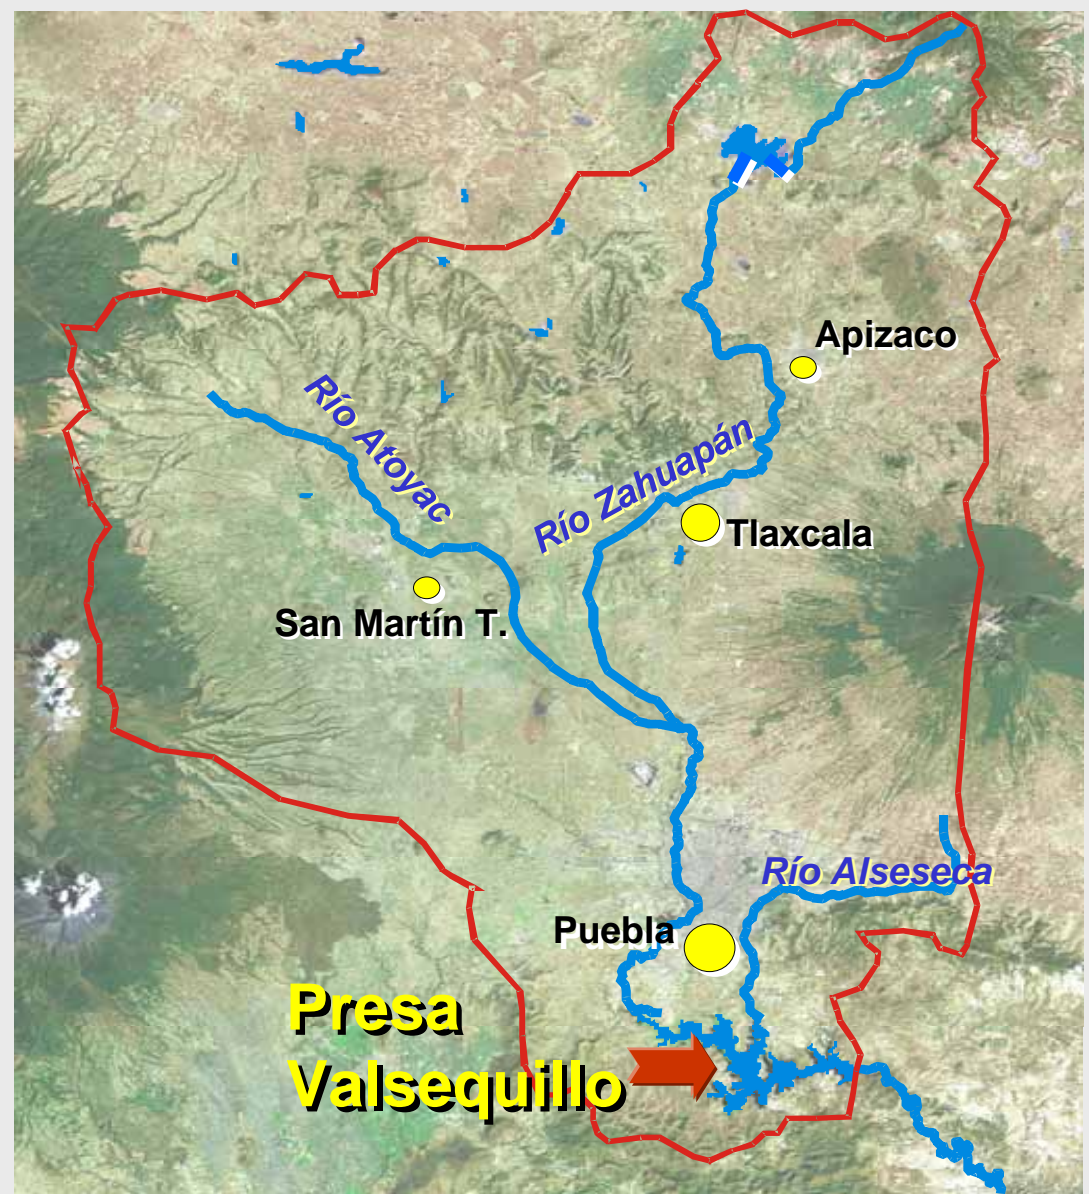 Apizaco
Río Atoyac
Río Zahuapán
Tlaxcala
San Martín T.
Río Alseseca
Puebla
Presa
Valsequillo